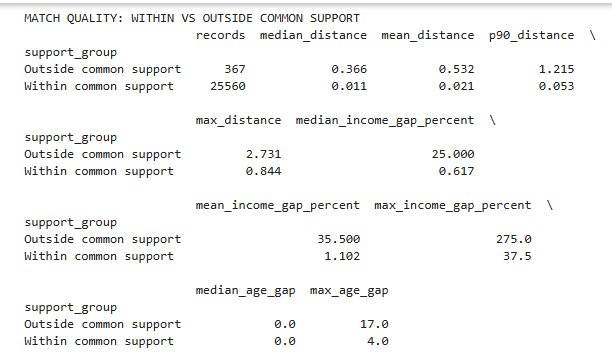 MATCH QUALITY: WITHIN VS OUTSIDE COMMON SUPPORT
records median_distance mean_distance p90_distance \
support_group
Outside common support 367 0.366 0.532 1.215
Within common support 25560 0.011 0.021 0.053
max_distance median_income_gap_percent \
support_group
Outside common support 2.731 25.000
Within common support 0.844 0.617
mean_income_gap_percent max_income_gap_percent \
support_group
Outside common support 35.500 275.0
Within common support 1.102 37.5
median_age_gap max_age_gap
support_group
Outside common support 0.0 17.0
Within common support 0.0 4.0